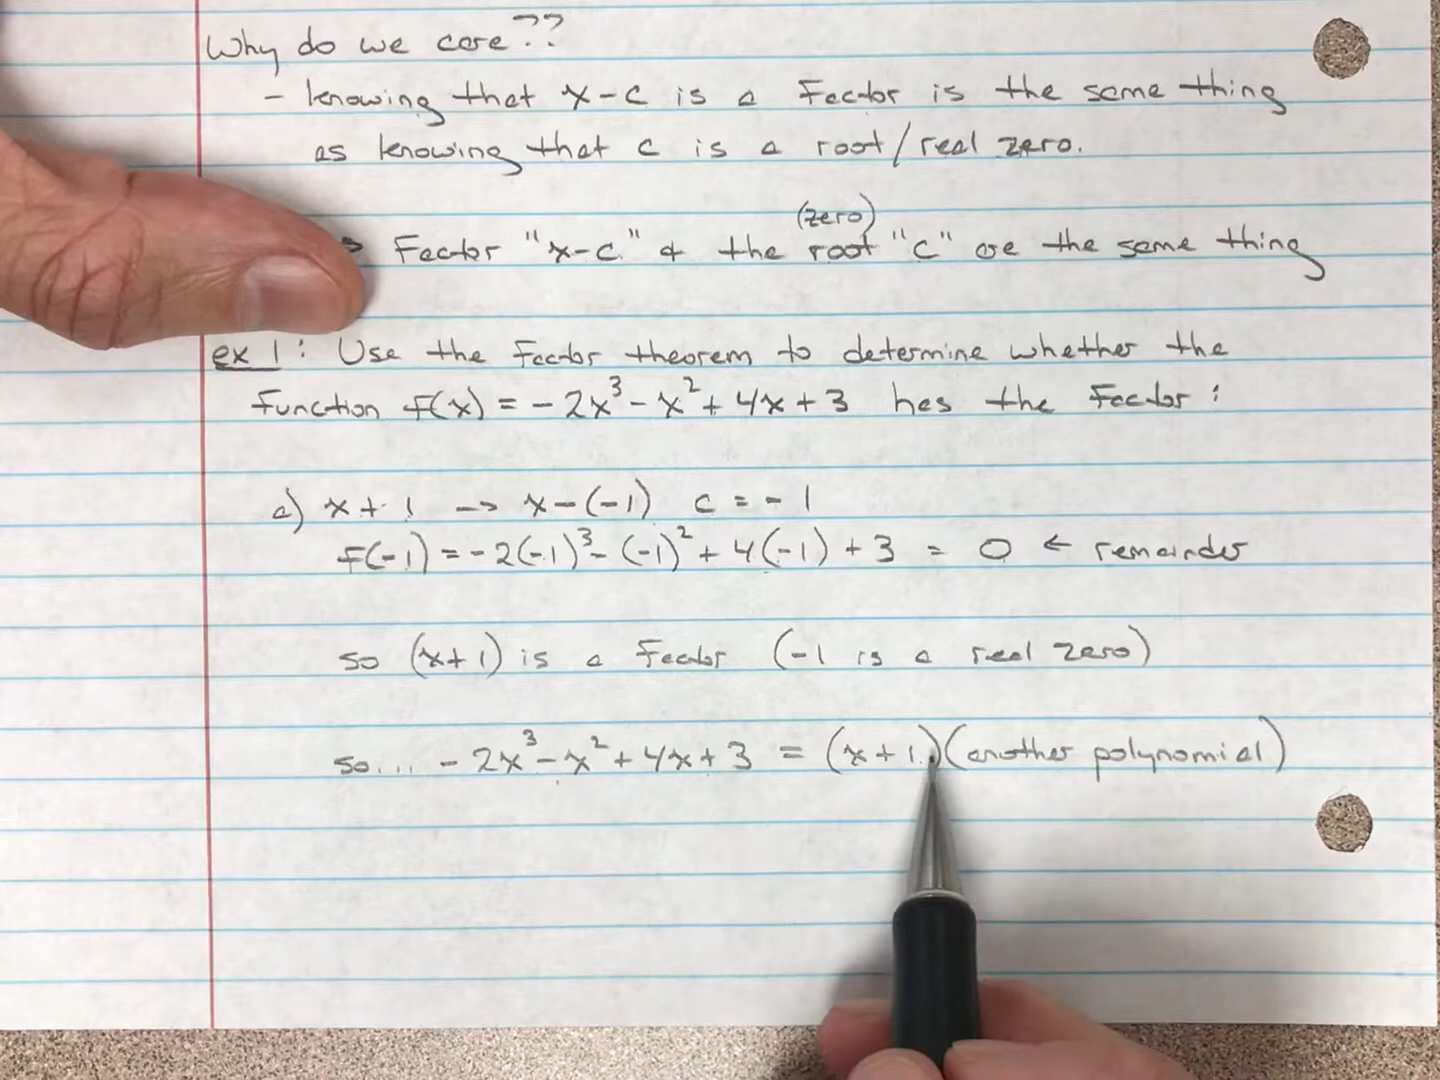 Why do we care??
- knowing that x-c is a factor is the same thing
as knowing that c is a root/real zero.
(zero)
Factor "x-c" & the root "c" are the same thing
ex 1: Use the factor theorem to determine whether the
function f(x) = -2x³ - x² + 4x + 3 has the factor:
a) x + 1 -> x-(-1) c = -1
f(-1) = -2(-1)³ - (-1)² + 4(-1) + 3 = 0 ← remainder
so (x+1) is a factor (-1 is a real zero)
so... -2x³ - x² + 4x + 3 = (x+1)(another polynomial)